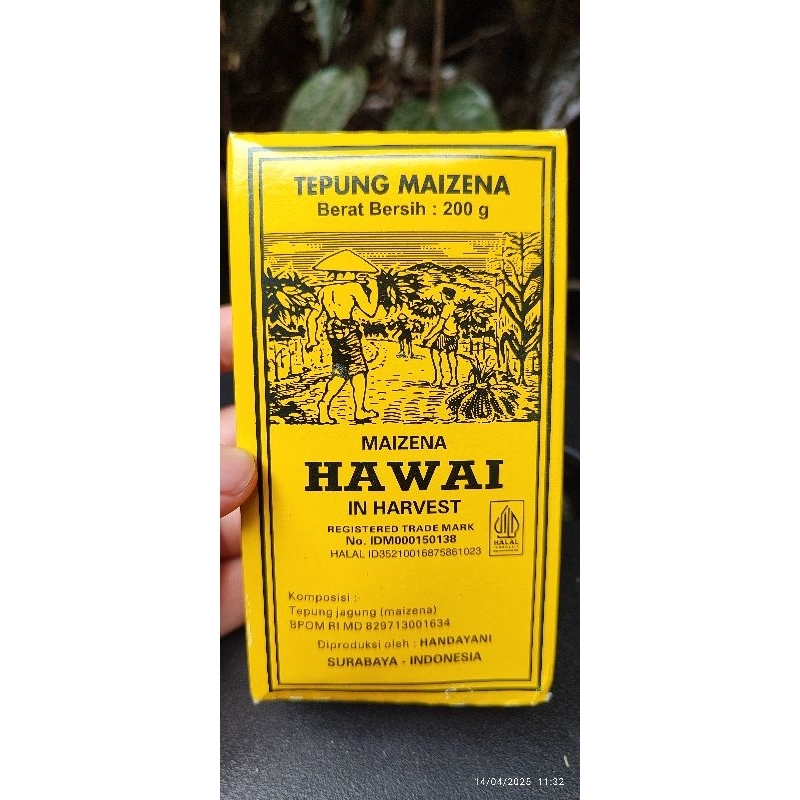 TEPUNG MAIZENA
Berat Bersih : 200 g
MAIZENA
HAWAI
IN HARVEST
REGISTERED TRADE MARK
No. IDM000150138
HALAL ID35210016875861023
HALAL
INDONESIA
Komposisi :
Tepung jagung (maizena)
BPOM RI MD 829713001634
Diproduksi oleh : HANDAYANI
SURABAYA - INDONESIA
14/04/2025 11:32